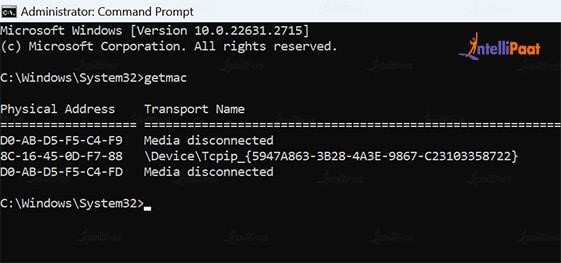 Administrator: Command Prompt
Microsoft Windows [Version 10.0.22631.2715]
(c) Microsoft Corporation. All rights reserved.
IntelliPaat
C:\Windows\System32>getmac
Physical Address    Transport Name
=================== ==========================================================
D0-AB-D5-F5-C4-F9   Media disconnected
8C-16-45-0D-F7-88   \Device\Tcpip_{5947A863-3B28-4A3E-9867-C23103358722}
D0-AB-D5-F5-C4-FD   Media disconnected
C:\Windows\System32>